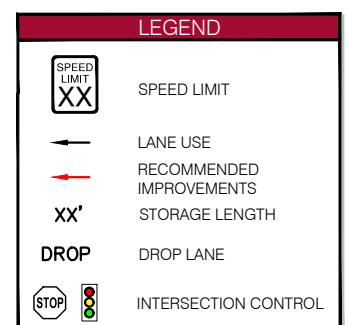 LEGEND
SPEED
LIMIT
XX
SPEED LIMIT
LANE USE
RECOMMENDED
IMPROVEMENTS
XX' STORAGE LENGTH
DROP DROP LANE
STOP INTERSECTION CONTROL